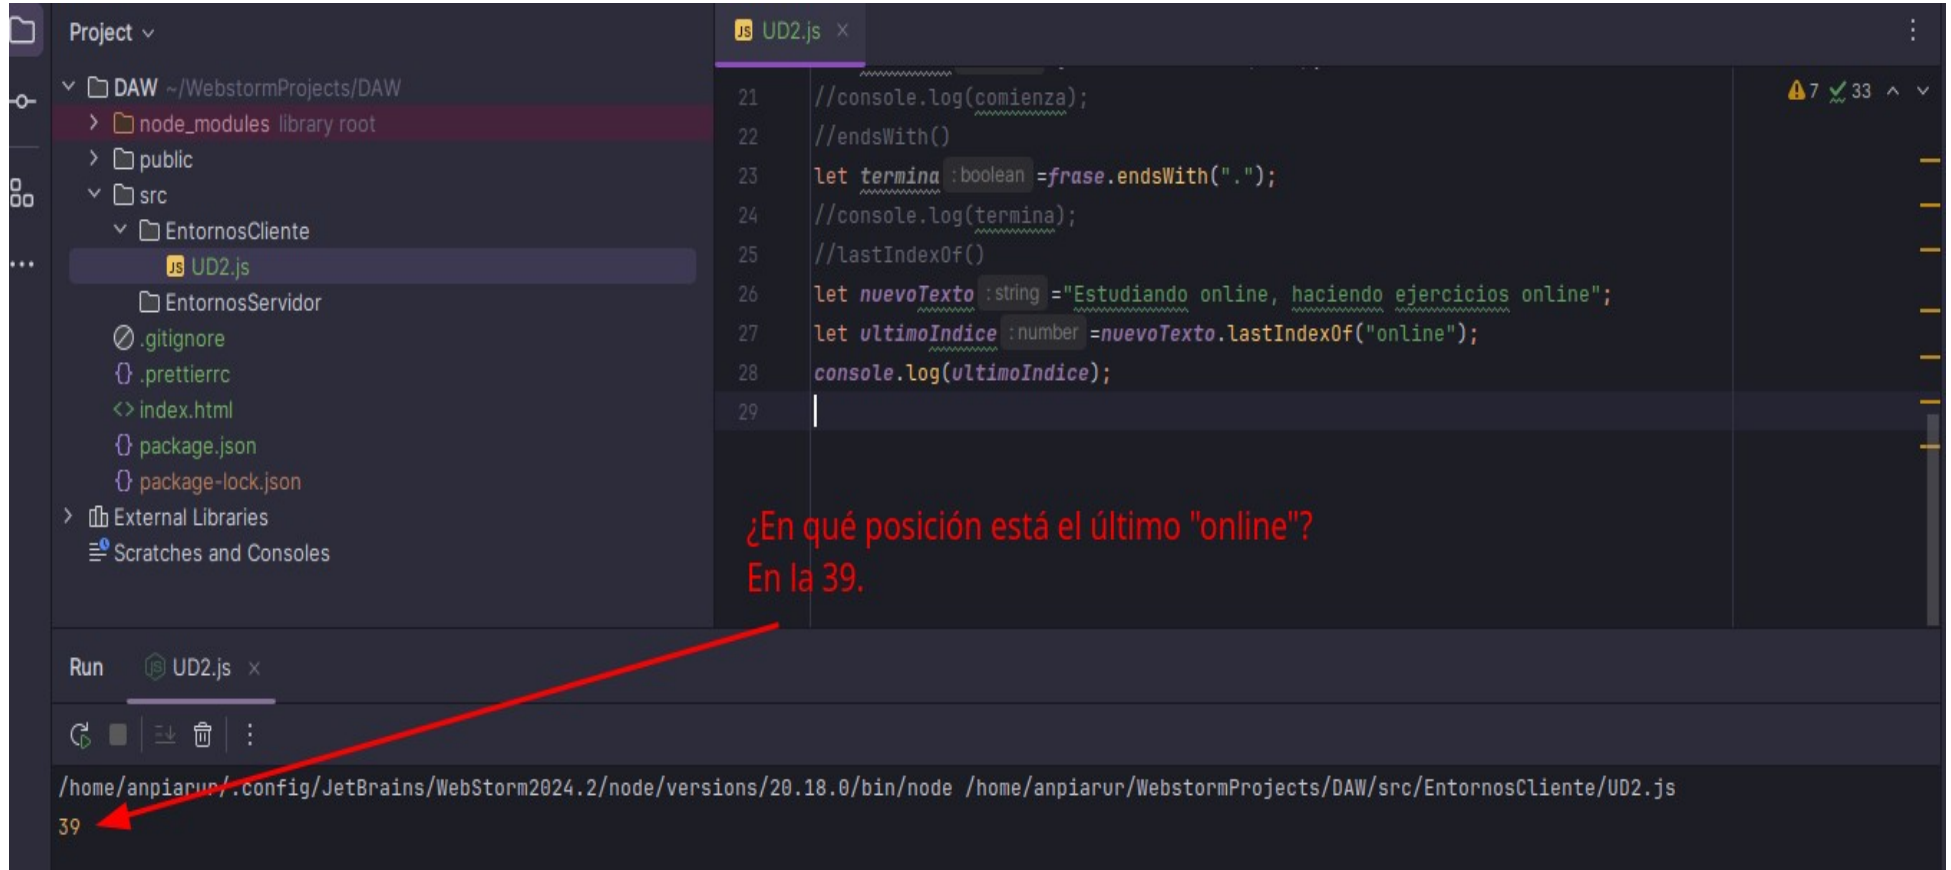 Project
DAW ~/WebstormProjects/DAW
node_modules library root
public
src
EntornosCliente
JS UD2.js
EntornosServidor
.gitignore
{} .prettierrc
<> index.html
{} package.json
{} package-lock.json
External Libraries
Scratches and Consoles
JS UD2.js ×
7 33
21 //console.log(comienza);
22 //endsWith()
23 let termina :boolean =frase.endsWith(".");
24 //console.log(termina);
25 //lastIndexOf()
26 let nuevoTexto :string ="Estudiando online, haciendo ejercicios online";
27 let ultimoIndice :number =nuevoTexto.lastIndexOf("online");
28 console.log(ultimoIndice);
29
¿En qué posición está el último "online"?
En la 39.
Run JS UD2.js ×
/home/anpiarur/.config/JetBrains/WebStorm2024.2/node/versions/20.18.0/bin/node /home/anpiarur/WebstormProjects/DAW/src/EntornosCliente/UD2.js
39